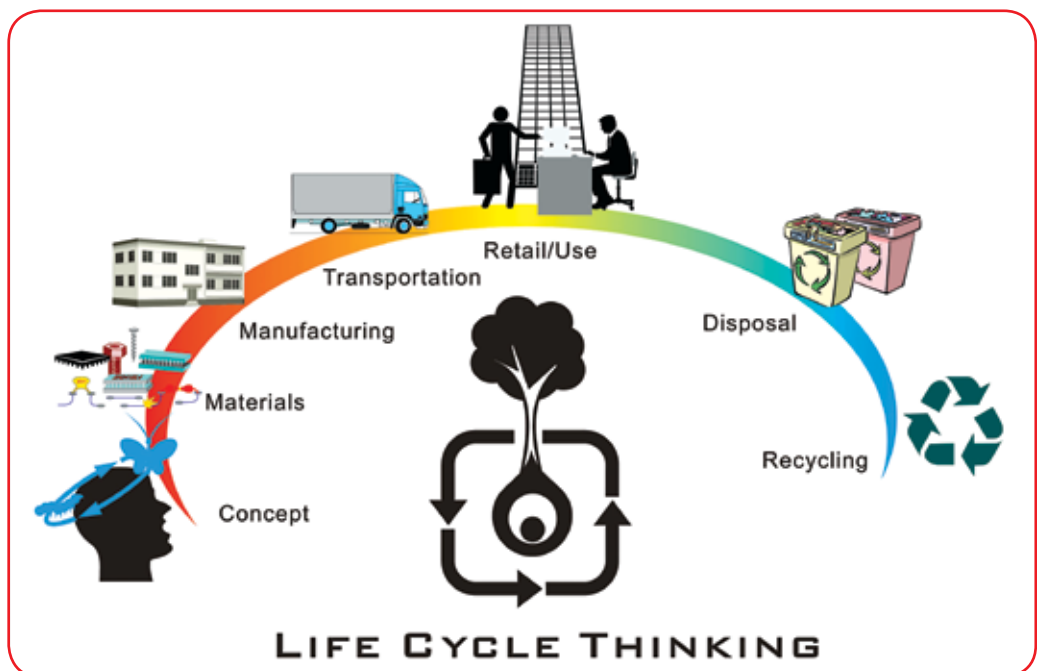 Concept
Materials
Manufacturing
Transportation
Retail/Use
Disposal
Recycling
LIFE CYCLE THINKING